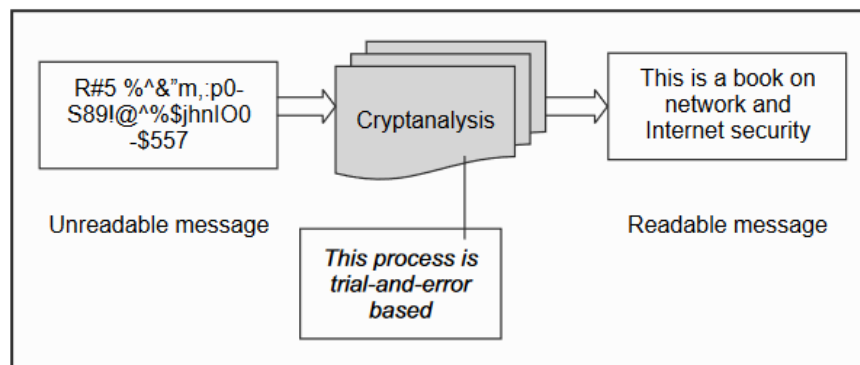 R#5 %^&”m,:p0-
S89I@^%$jhnIO0
-$557
Cryptanalysis
This is a book on
network and
Internet security
Unreadable message
Readable message
This process is
trial-and-error
based